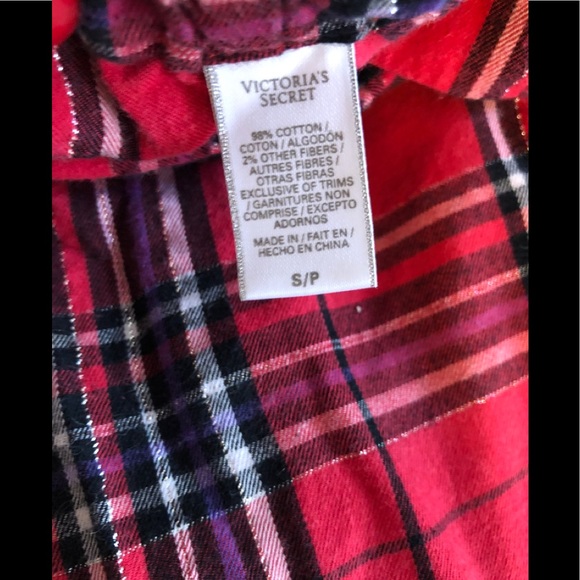 VICTORIA'S
SECRET
98% COTTON /
COTON / ALGODÓN
2% OTHER FIBERS /
AUTRES FIBRES /
OTRAS FIBRAS
EXCLUSIVE OF TRIMS
/ GARNITURES NON
COMPRISE / EXCEPTO
ADORNOS
MADE IN / FAIT EN /
HECHO EN CHINA
S/P